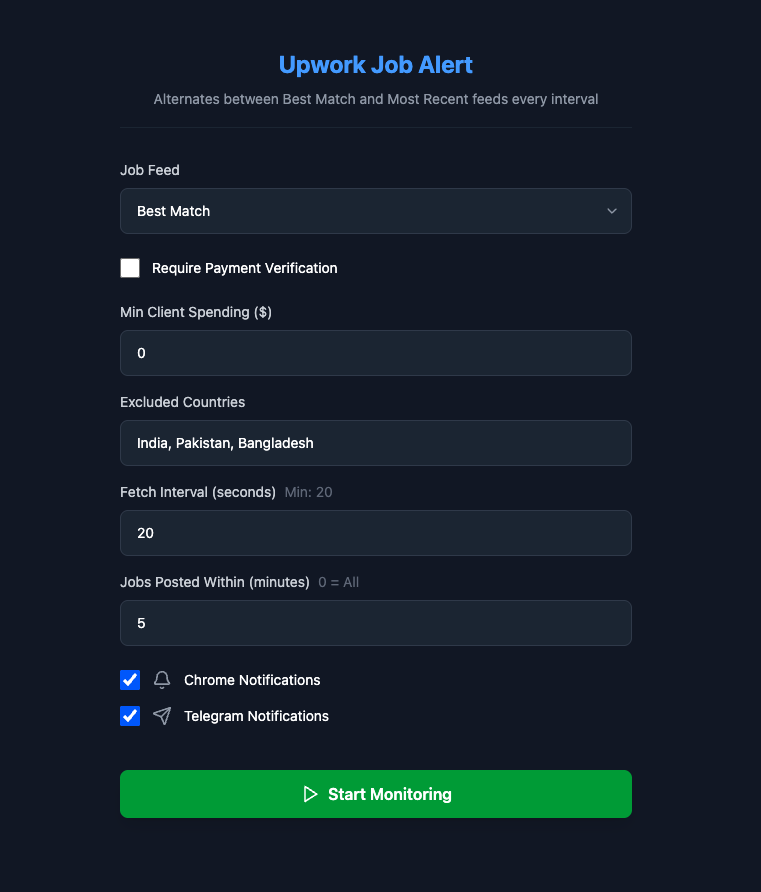 Upwork Job Alert
Alternates between Best Match and Most Recent feeds every interval
Job Feed
Best Match
Require Payment Verification
Min Client Spending ($)
0
Excluded Countries
India, Pakistan, Bangladesh
Fetch Interval (seconds) Min: 20
20
Jobs Posted Within (minutes) 0 = All
5
Chrome Notifications
Telegram Notifications
Start Monitoring